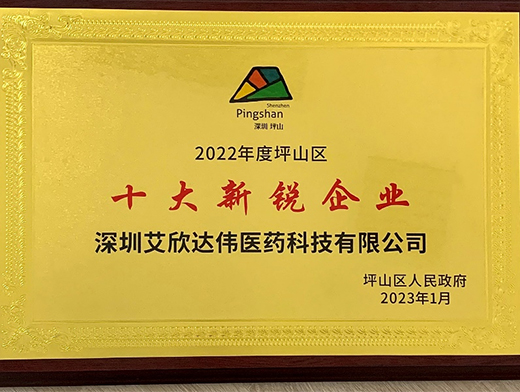 Shenzhen
Pingshan
深圳 坪山
2022年度坪山区
十大新锐企业
深圳艾欣达伟医药科技有限公司
坪山区人民政府
2023年1月